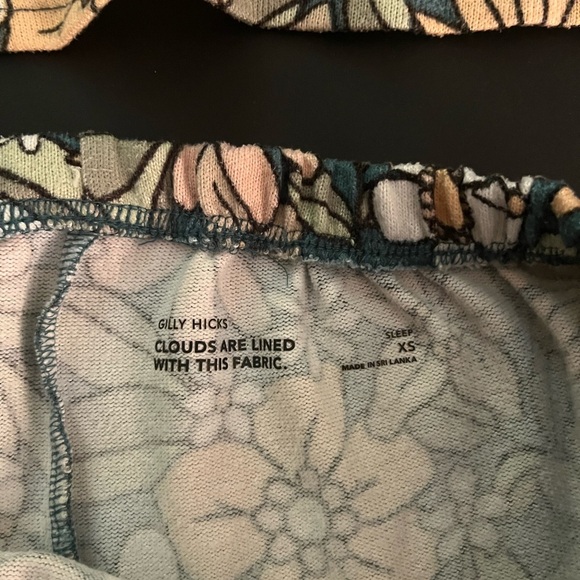 GILLY HICKS
CLOUDS ARE LINED
WITH THIS FABRIC.
SLEEP
XS
MADE IN SRI LANKA